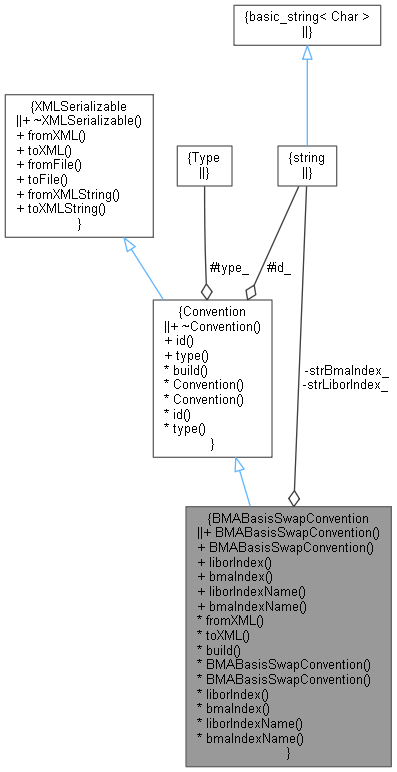 {basic_string< Char >
||}
{XMLSerializable
||+ ~XMLSerializable()
+ fromXML()
+ toXML()
+ fromFile()
+ toFile()
+ fromXMLString()
+ toXMLString()
}
{Type
||}
{string
||}
#type_
#id_
{Convention
||+ ~Convention()
+ id()
+ type()
* build()
* Convention()
* Convention()
* id()
* type()
}
-strBmaIndex_
-strLiborIndex_
{BMABasisSwapConvention
||+ BMABasisSwapConvention()
+ BMABasisSwapConvention()
+ liborIndex()
+ bmaIndex()
+ liborIndexName()
+ bmaIndexName()
* fromXML()
* toXML()
* build()
* BMABasisSwapConvention()
* BMABasisSwapConvention()
* liborIndex()
* bmaIndex()
* liborIndexName()
* bmaIndexName()
}